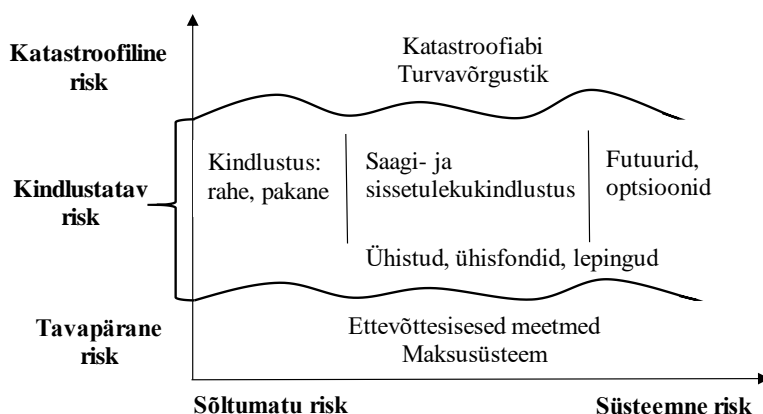 Katastroofiline
risk
Katastroofiabi
Turvavõrgustik
Kindlustatav
risk
Kindlustus:
rahe, pakane
Saagi- ja
sissetulekukindlustus
Futuurid,
optsioonid
Ühistud, ühisfondid, lepingud
Tavapärane
risk
Ettevõttesisesed meetmed
Maksusüsteem
Sõltumatu risk
Süsteemne risk